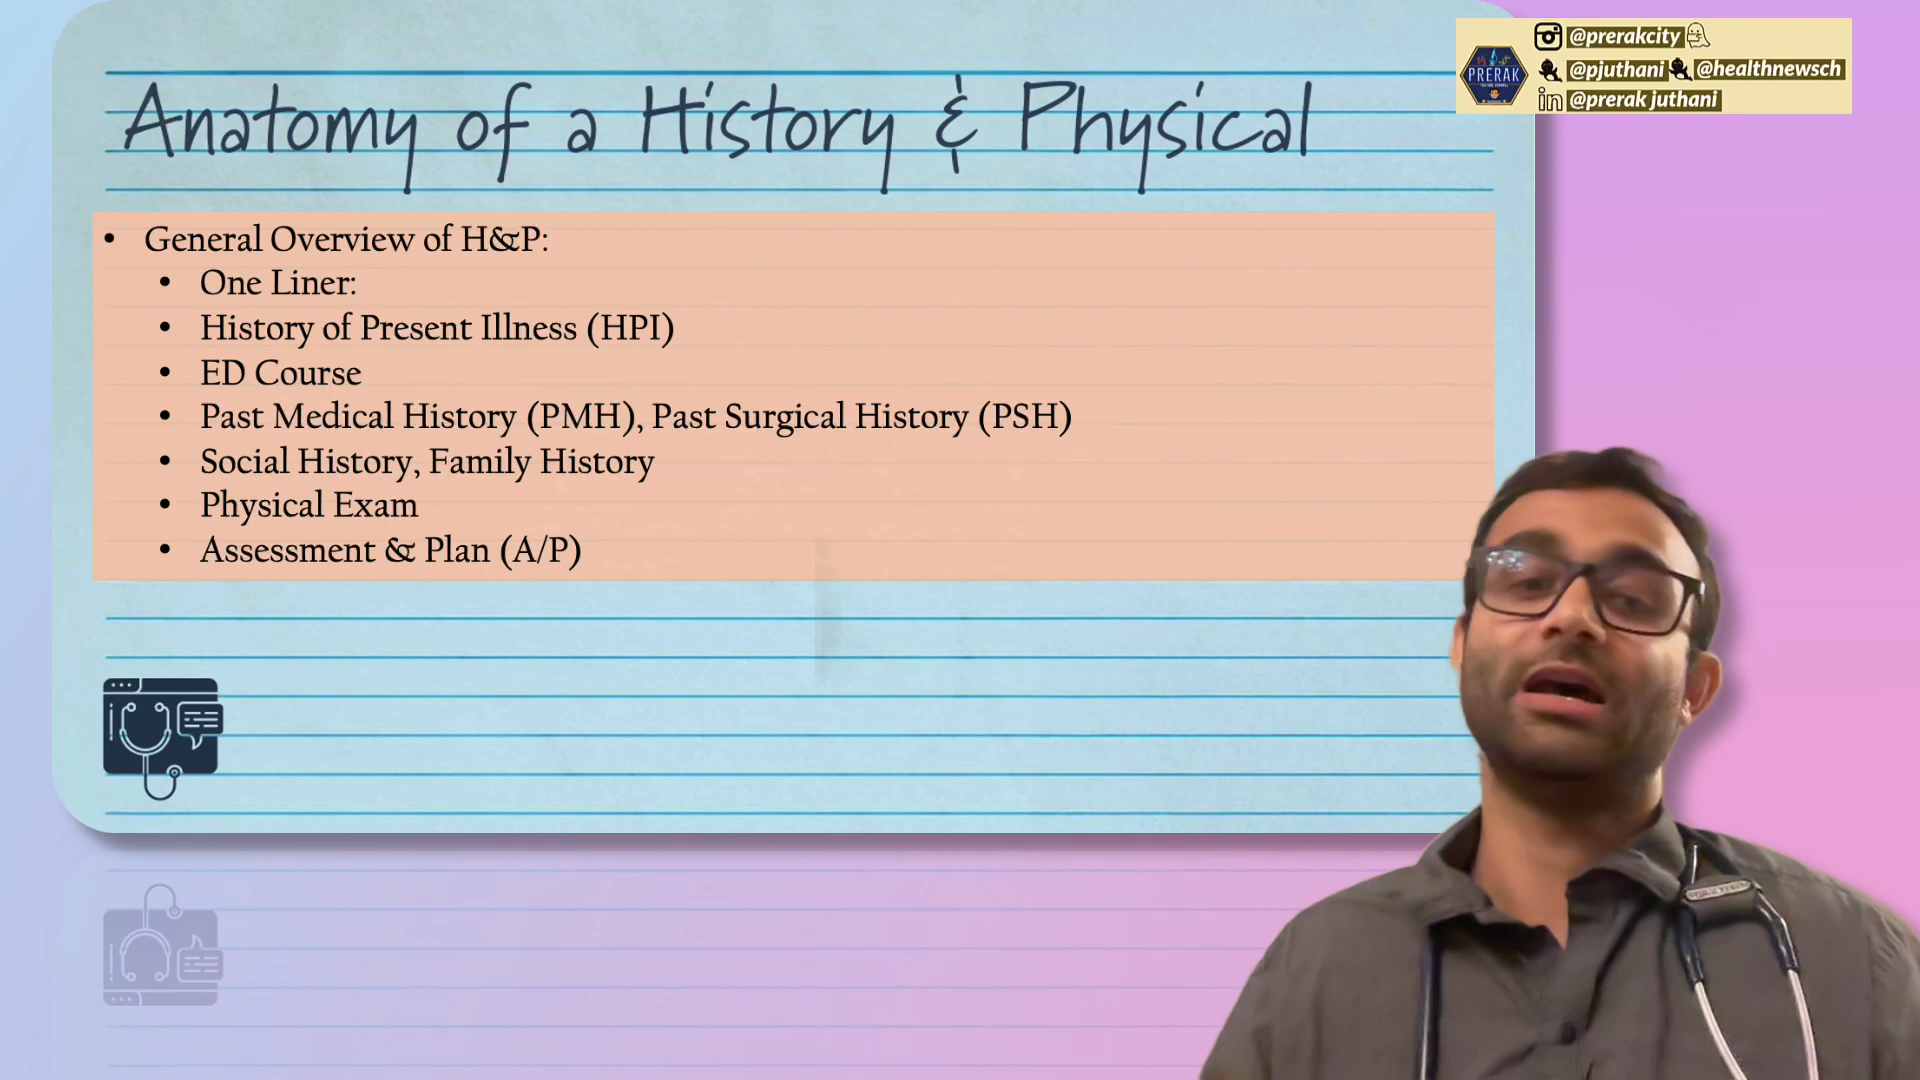 Anatomy of a History & Physical
@prerakcity
@pjuthani @healthnewsch
in @prerak juthani
PRERAK
• General Overview of H&P:
• One Liner:
• History of Present Illness (HPI)
• ED Course
• Past Medical History (PMH), Past Surgical History (PSH)
• Social History, Family History
• Physical Exam
• Assessment & Plan (A/P)